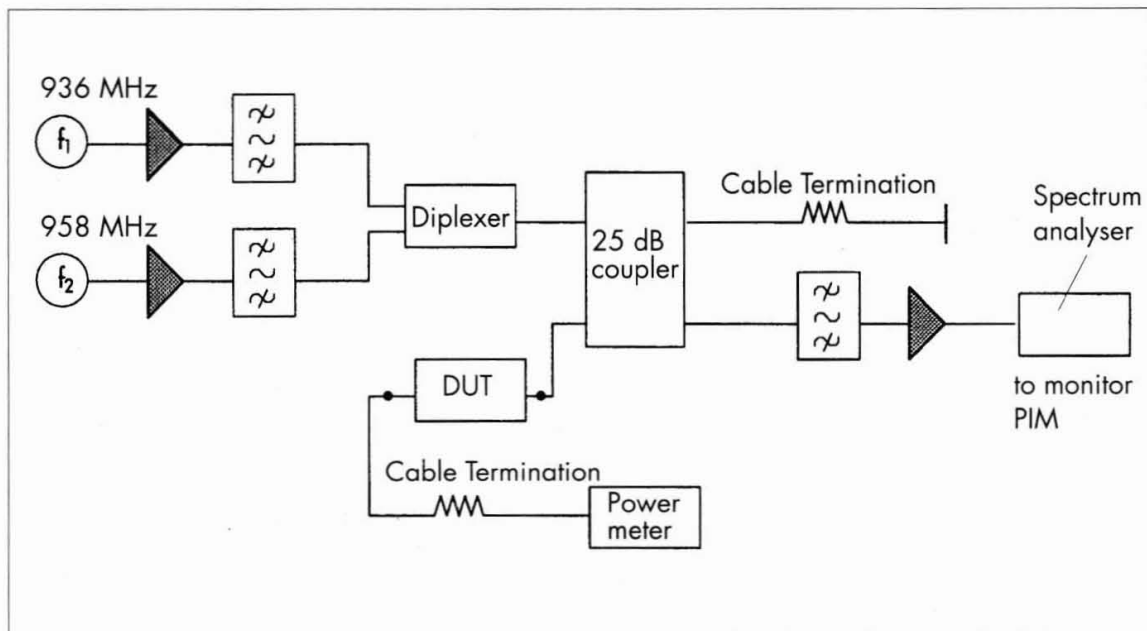 936 MHz
f1
958 MHz
f2
Diplexer
25 dB
coupler
Cable Termination
Spectrum
analyser
to monitor
PIM
DUT
Cable Termination
Power
meter